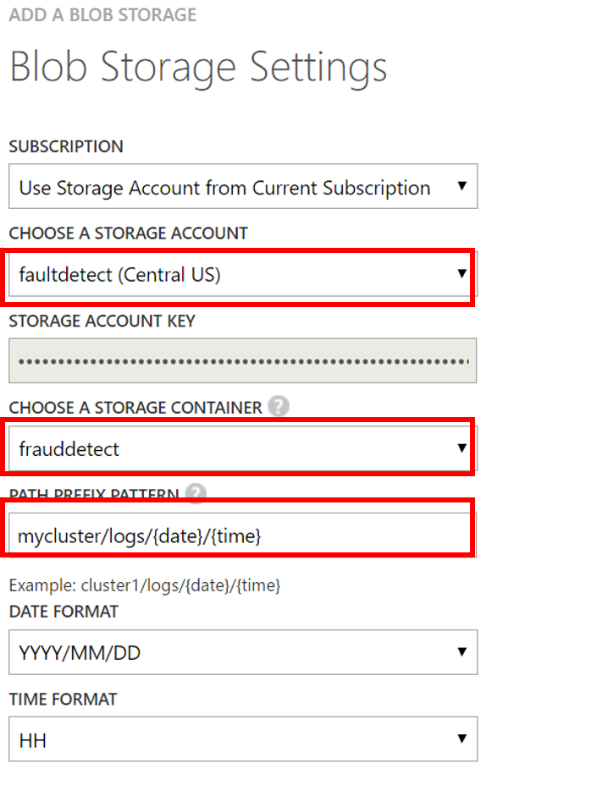 ADD A BLOB STORAGE
Blob Storage Settings
SUBSCRIPTION
Use Storage Account from Current Subscription
CHOOSE A STORAGE ACCOUNT
faultdetect (Central US)
STORAGE ACCOUNT KEY
CHOOSE A STORAGE CONTAINER ?
frauddetect
PATH PREFIX PATTERN ?
mycluster/logs/{date}/{time}
Example: cluster1/logs/{date}/{time}
DATE FORMAT
YYYY/MM/DD
TIME FORMAT
HH